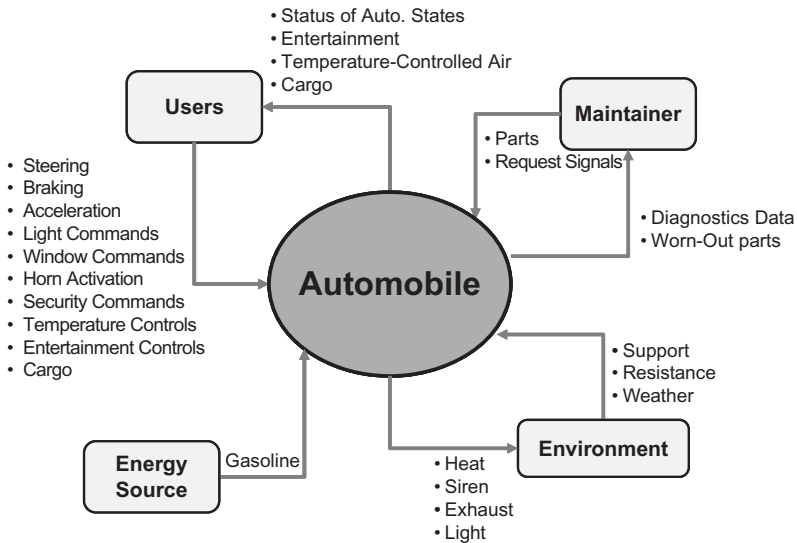 • Status of Auto. States
• Entertainment
• Temperature-Controlled Air
• Cargo
Users
Maintainer
• Parts
• Request Signals
• Steering
• Braking
• Acceleration
• Light Commands
• Window Commands
• Horn Activation
• Security Commands
• Temperature Controls
• Entertainment Controls
• Cargo
• Diagnostics Data
• Worn-Out parts
Automobile
• Support
• Resistance
• Weather
Energy
Source
Gasoline
Environment
• Heat
• Siren
• Exhaust
• Light